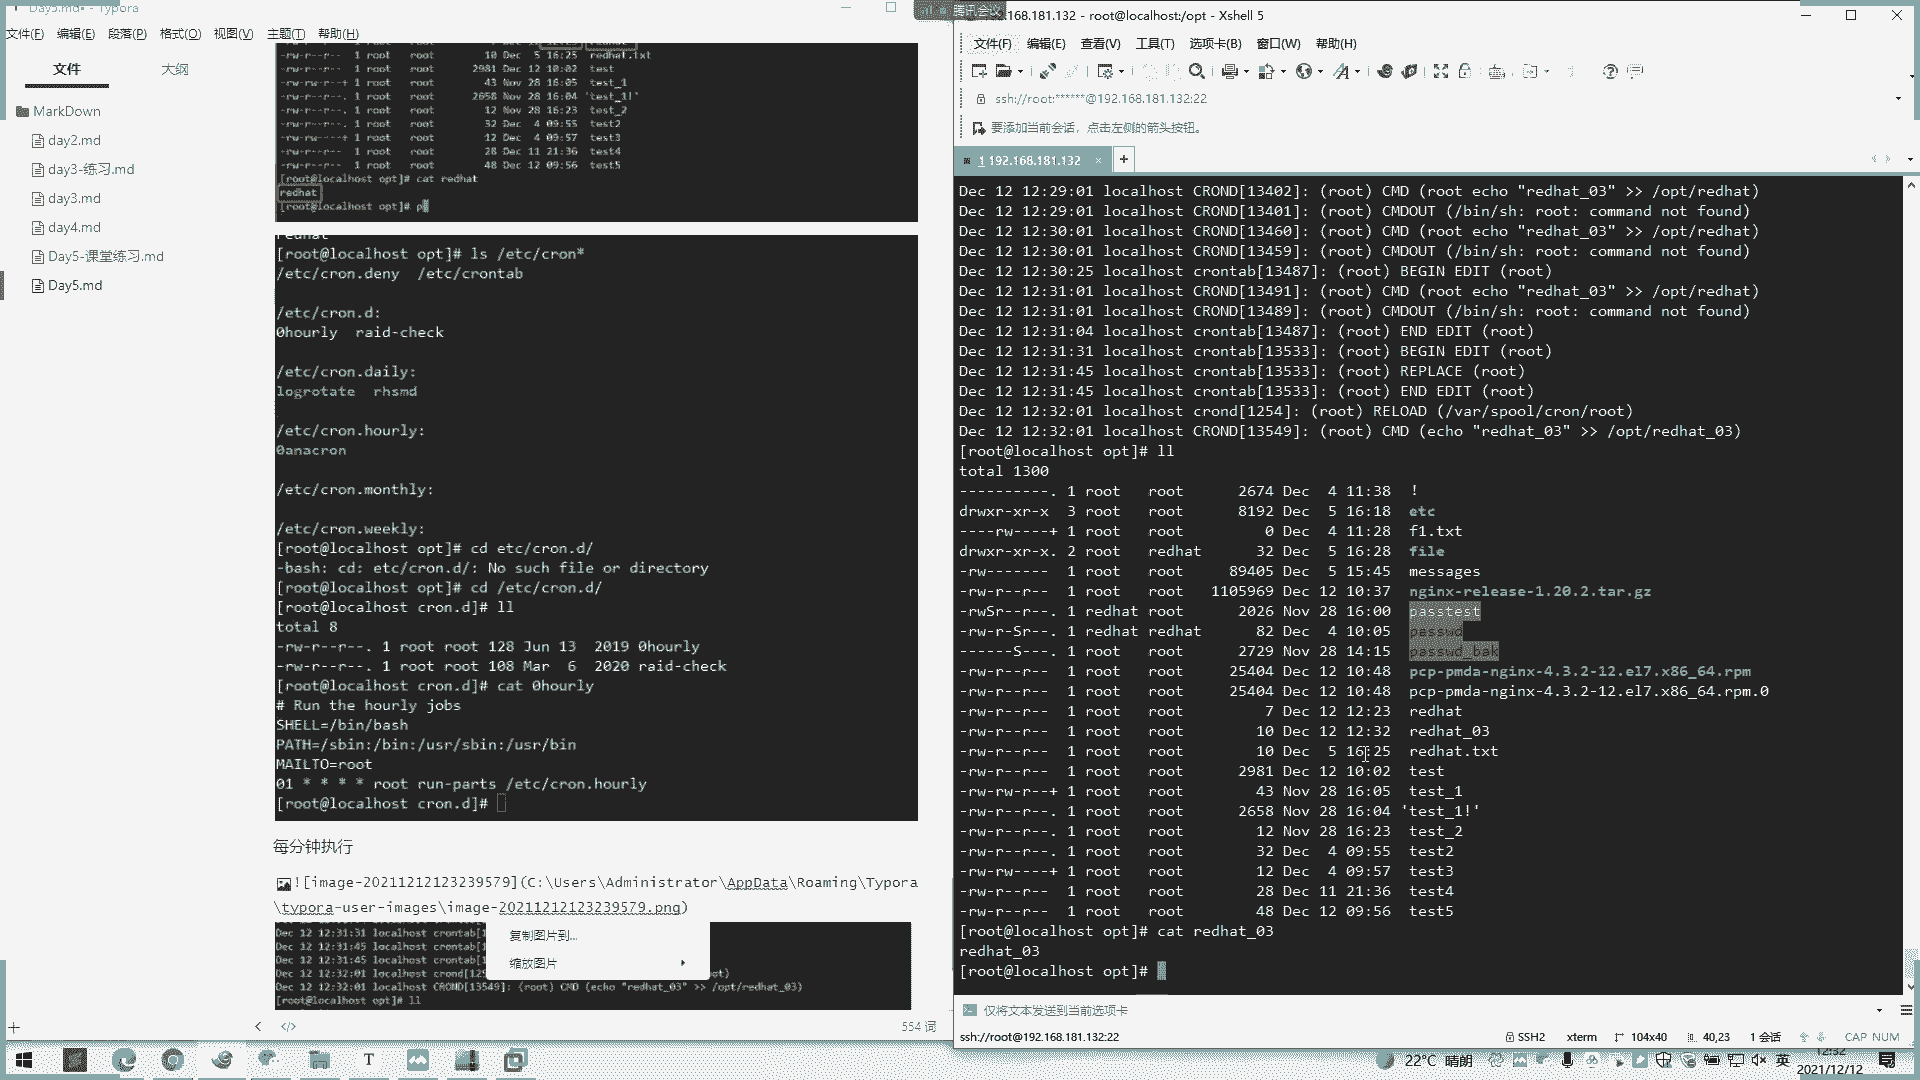 Day5.md• - Typora
文件(F) 编辑(E) 段落(P) 格式(O) 视图(V) 主题(T) 帮助(H)
文件 大纲
MarkDown
day2.md
day3-练习.md
day3.md
day4.md
Day5-课堂练习.md
Day5.md
10 Dec 5 16:25 redhat.txt
-rw-r--r-- 1 root root 2981 Dec 12 10:02 test
-rw-rw-r--+ 1 root root 43 Nov 28 16:05 test_1
-rw-r--r--. 1 root root 2658 Nov 28 16:04 'test_1!'
-rw-r--r--. 1 root root 12 Nov 28 16:23 test_2
-rw-r--r--. 1 root root 32 Dec 4 09:55 test2
-rw-rw----+ 1 root root 12 Dec 4 09:57 test3
-rw-r--r-- 1 root root 28 Dec 11 21:36 test4
-rw-r--r-- 1 root root 48 Dec 12 09:56 test5
[root@localhost opt]# cat redhat
redhat
[root@localhost opt]# p
redhat
[root@localhost opt]# ls /etc/cron*
/etc/cron.deny /etc/crontab
/etc/cron.d:
0hourly raid-check
/etc/cron.daily:
logrotate rhsmd
/etc/cron.hourly:
0anacron
/etc/cron.monthly:
/etc/cron.weekly:
[root@localhost opt]# cd etc/cron.d/
-bash: cd: etc/cron.d/: No such file or directory
[root@localhost opt]# cd /etc/cron.d/
[root@localhost cron.d]# ll
total 8
-rw-r--r--. 1 root root 128 Jun 13 2019 0hourly
-rw-r--r--. 1 root root 108 Mar 6 2020 raid-check
[root@localhost cron.d]# cat 0hourly
# Run the hourly jobs
SHELL=/bin/bash
PATH=/sbin:/bin:/usr/sbin:/usr/bin
MAILTO=root
01 * * * * root run-parts /etc/cron.hourly
[root@localhost cron.d]#
每分钟执行
![image-20211212123239579](C:\Users\Administrator\AppData\Roaming\Typora
\typora-user-images\image-20211212123239579.png)
Dec 12 12:31:31 localhost crontab[1
Dec 12 12:31:45 localhost crontab[1
Dec 12 12:31:45 localhost crontab[1
Dec 12 12:32:01 localhost crond[125 ot)
Dec 12 12:32:01 localhost CROND[13549]: (root) CMD (echo "redhat_03" >> /opt/redhat_03)
[root@localhost opt]# ll
复制图片到...
缩放图片
554 词
腾讯会议
192.168.181.132 - root@localhost:/opt - Xshell 5
文件(F) 编辑(E) 查看(V) 工具(T) 选项卡(B) 窗口(W) 帮助(H)
ssh://root:******@192.168.181.132:22
要添加当前会话，点击左侧的箭头按钮。
1 192.168.181.132
Dec 12 12:29:01 localhost CROND[13402]: (root) CMD (root echo "redhat_03" >> /opt/redhat)
Dec 12 12:29:01 localhost CROND[13401]: (root) CMDOUT (/bin/sh: root: command not found)
Dec 12 12:30:01 localhost CROND[13460]: (root) CMD (root echo "redhat_03" >> /opt/redhat)
Dec 12 12:30:01 localhost CROND[13459]: (root) CMDOUT (/bin/sh: root: command not found)
Dec 12 12:30:25 localhost crontab[13487]: (root) BEGIN EDIT (root)
Dec 12 12:31:01 localhost CROND[13491]: (root) CMD (root echo "redhat_03" >> /opt/redhat)
Dec 12 12:31:01 localhost CROND[13489]: (root) CMDOUT (/bin/sh: root: command not found)
Dec 12 12:31:04 localhost crontab[13487]: (root) END EDIT (root)
Dec 12 12:31:31 localhost crontab[13533]: (root) BEGIN EDIT (root)
Dec 12 12:31:45 localhost crontab[13533]: (root) REPLACE (root)
Dec 12 12:31:45 localhost crontab[13533]: (root) END EDIT (root)
Dec 12 12:32:01 localhost crond[1254]: (root) RELOAD (/var/spool/cron/root)
Dec 12 12:32:01 localhost CROND[13549]: (root) CMD (echo "redhat_03" >> /opt/redhat_03)
[root@localhost opt]# ll
total 1300
----------. 1 root root 2674 Dec 4 11:38 !
drwxr-xr-x 3 root root 8192 Dec 5 16:18 etc
----rw----+ 1 root root 0 Dec 4 11:28 f1.txt
drwxr-xr-x. 2 root redhat 32 Dec 5 16:28 file
-rw------- 1 root root 89405 Dec 5 15:45 messages
-rw-r--r-- 1 root root 1105969 Dec 12 10:37 nginx-release-1.20.2.tar.gz
-rwSr--r--. 1 redhat root 2026 Nov 28 16:00 passtest
-rw-r-Sr--. 1 redhat redhat 82 Dec 4 10:05 passwd
------S---. 1 root root 2729 Nov 28 14:15 passwd_bak
-rw-r--r-- 1 root root 25404 Dec 12 10:48 pcp-pmda-nginx-4.3.2-12.el7.x86_64.rpm
-rw-r--r-- 1 root root 25404 Dec 12 10:48 pcp-pmda-nginx-4.3.2-12.el7.x86_64.rpm.0
-rw-r--r-- 1 root root 7 Dec 12 12:23 redhat
-rw-r--r-- 1 root root 10 Dec 12 12:32 redhat_03
-rw-r--r-- 1 root root 10 Dec 5 16:25 redhat.txt
-rw-r--r-- 1 root root 2981 Dec 12 10:02 test
-rw-rw-r--+ 1 root root 43 Nov 28 16:05 test_1
-rw-r--r--. 1 root root 2658 Nov 28 16:04 'test_1!'
-rw-r--r--. 1 root root 12 Nov 28 16:23 test_2
-rw-r--r--. 1 root root 32 Dec 4 09:55 test2
-rw-rw----+ 1 root root 12 Dec 4 09:57 test3
-rw-r--r-- 1 root root 28 Dec 11 21:36 test4
-rw-r--r-- 1 root root 48 Dec 12 09:56 test5
[root@localhost opt]# cat redhat_03
redhat_03
[root@localhost opt]#
仅将文本发送到当前选项卡
ssh://root@192.168.181.132:22 SSH2 xterm 104x40 40,23 1 会话 CAP NUM
22°C 晴朗 英 12:32
2021/12/12